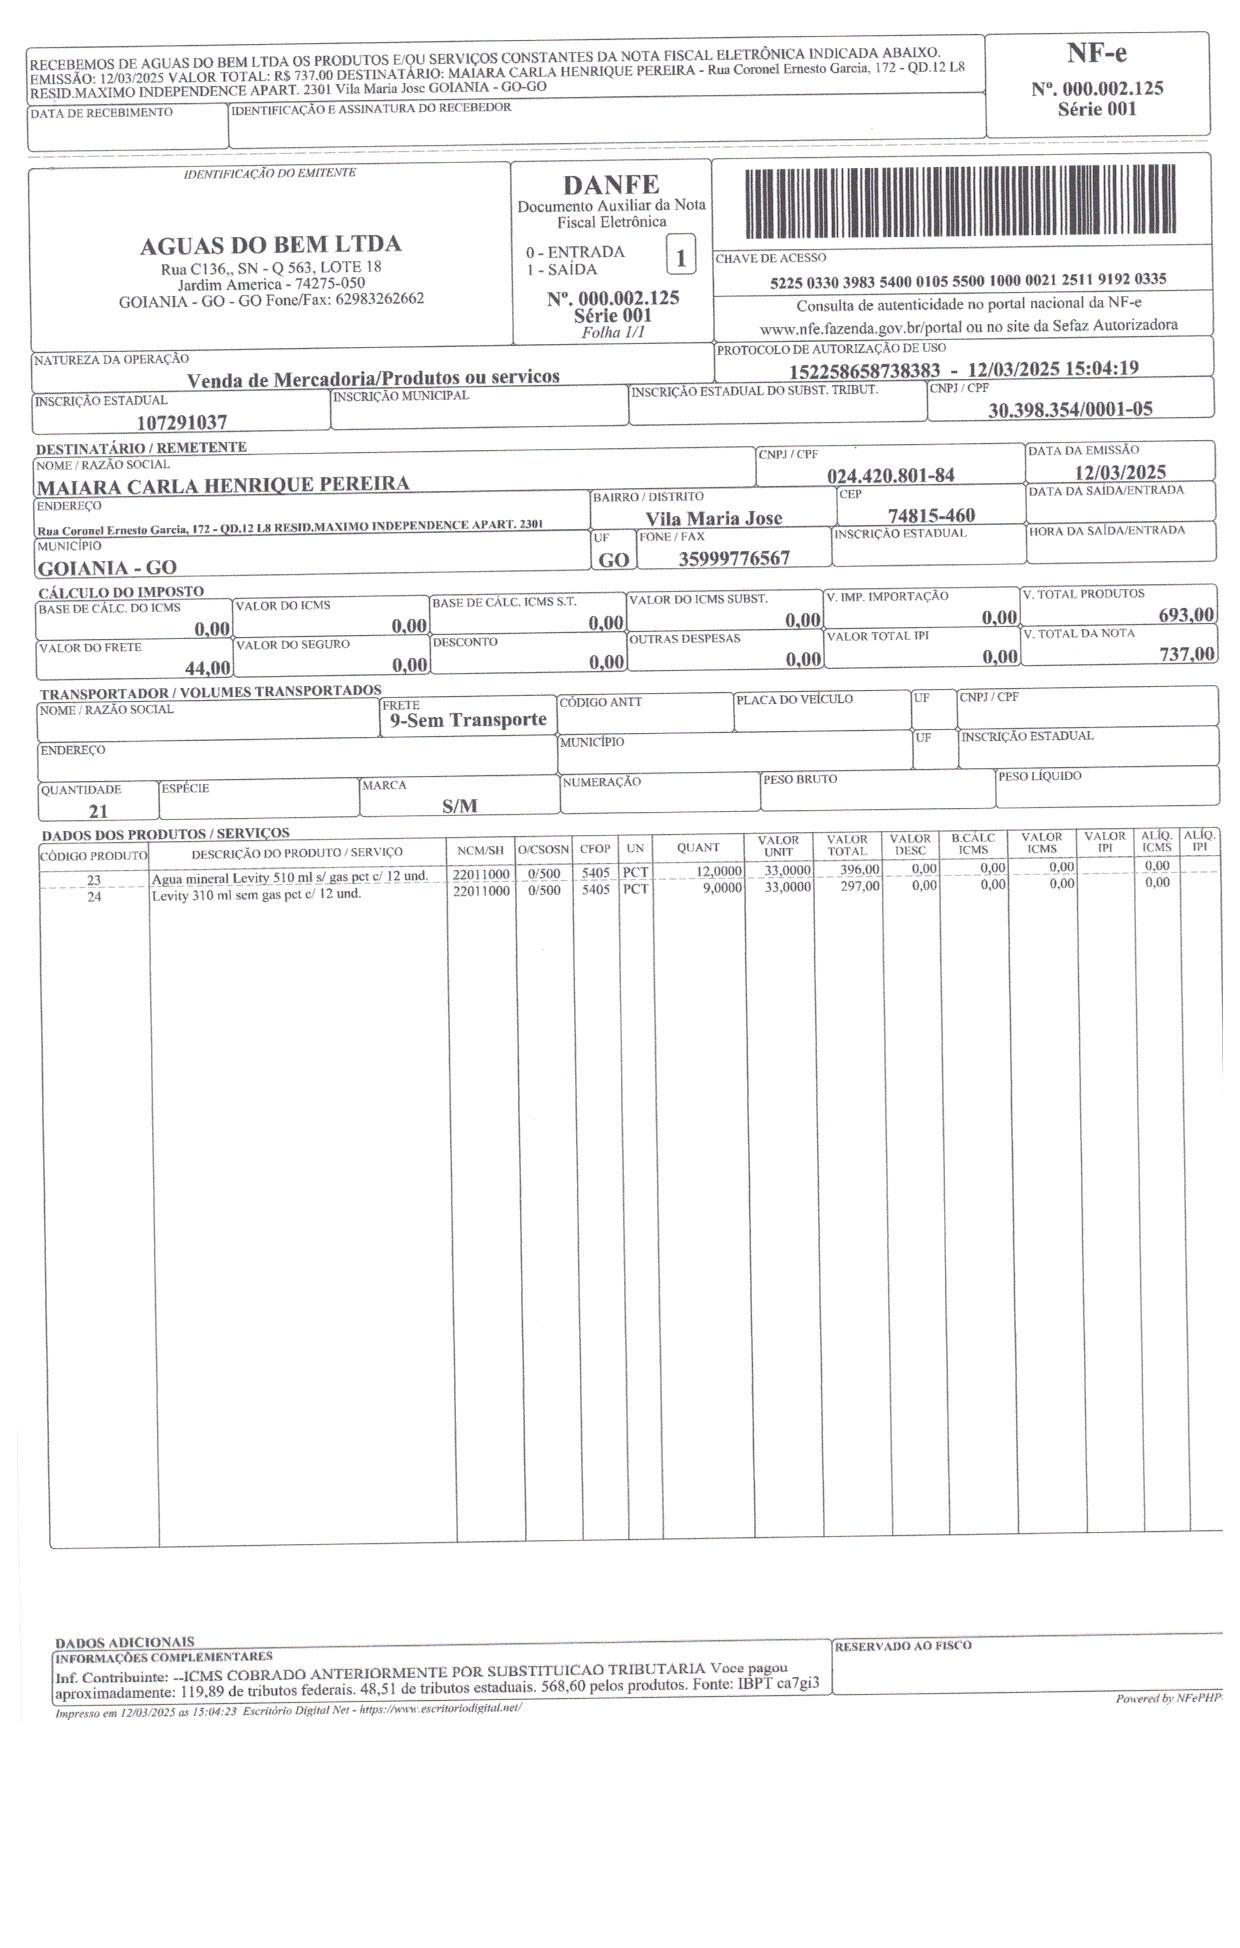 RECEBEMOS DE AGUAS DO BEM LTDA OS PRODUTOS E/OU SERVIÇOS CONSTANTES DA NOTA FISCAL ELETRÔNICA INDICADA ABAIXO.
EMISSÃO: 12/03/2025 VALOR TOTAL: R$ 737.00 DESTINATÁRIO: MAIARA CARLA HENRIQUE PEREIRA - Rua Coronel Ernesto Garcia, 172 - QD.12 L8
RESID.MAXIMO INDEPENDENCE APART. 2301 Vila Maria Jose GOIANIA - GO-GO
DATA DE RECEBIMENTO IDENTIFICAÇÃO E ASSINATURA DO RECEBEDOR
NF-e
Nº. 000.002.125
Série 001
IDENTIFICAÇÃO DO EMITENTE
AGUAS DO BEM LTDA
Rua C136,, SN - Q 563, LOTE 18
Jardim America - 74275-050
GOIANIA - GO - GO Fone/Fax: 62983262662
DANFE
Documento Auxiliar da Nota
Fiscal Eletrônica
0 - ENTRADA
1 - SAÍDA
1
Nº. 000.002.125
Série 001
Folha 1/1
CHAVE DE ACESSO
5225 0330 3983 5400 0105 5500 1000 0021 2511 9192 0335
Consulta de autenticidade no portal nacional da NF-e
www.nfe.fazenda.gov.br/portal ou no site da Sefaz Autorizadora
NATUREZA DA OPERAÇÃO
Venda de Mercadoria/Produtos ou servicos
PROTOCOLO DE AUTORIZAÇÃO DE USO
152258658738383 - 12/03/2025 15:04:19
INSCRIÇÃO ESTADUAL INSCRIÇÃO MUNICIPAL INSCRIÇÃO ESTADUAL DO SUBST. TRIBUT. CNPJ / CPF
107291037 30.398.354/0001-05
DESTINATÁRIO / REMETENTE
NOME / RAZÃO SOCIAL CNPJ / CPF DATA DA EMISSÃO
MAIARA CARLA HENRIQUE PEREIRA 024.420.801-84 12/03/2025
ENDEREÇO BAIRRO / DISTRITO CEP DATA DA SAÍDA/ENTRADA
Rua Coronel Ernesto Garcia, 172 - QD.12 L8 RESID.MAXIMO INDEPENDENCE APART. 2301 Vila Maria Jose 74815-460
MUNICÍPIO UF FONE / FAX INSCRIÇÃO ESTADUAL HORA DA SAÍDA/ENTRADA
GOIANIA - GO GO 35999776567
CÁLCULO DO IMPOSTO
BASE DE CÁLC. DO ICMS VALOR DO ICMS BASE DE CÁLC. ICMS S.T. VALOR DO ICMS SUBST. V. IMP. IMPORTAÇÃO V. TOTAL PRODUTOS
0,00 0,00 0,00 0,00 0,00 693,00
VALOR DO FRETE VALOR DO SEGURO DESCONTO OUTRAS DESPESAS VALOR TOTAL IPI V. TOTAL DA NOTA
44,00 0,00 0,00 0,00 0,00 737,00
TRANSPORTADOR / VOLUMES TRANSPORTADOS
NOME / RAZÃO SOCIAL FRETE CÓDIGO ANTT PLACA DO VEÍCULO UF CNPJ / CPF
9-Sem Transporte
ENDEREÇO MUNICÍPIO UF INSCRIÇÃO ESTADUAL
QUANTIDADE ESPÉCIE MARCA NUMERAÇÃO PESO BRUTO PESO LÍQUIDO
21 S/M
DADOS DOS PRODUTOS / SERVIÇOS
CÓDIGO PRODUTO DESCRIÇÃO DO PRODUTO / SERVIÇO NCM/SH O/CSOSN CFOP UN QUANT VALOR UNIT VALOR TOTAL VALOR DESC B.CÁLC ICMS VALOR ICMS VALOR IPI ALÍQ. ICMS ALÍQ. IPI
23 Agua mineral Levity 510 ml s/ gas pct c/ 12 und. 22011000 0/500 5405 PCT 12,0000 33,0000 396,00 0,00 0,00 0,00 0,00
24 Levity 310 ml sem gas pct c/ 12 und. 22011000 0/500 5405 PCT 9,0000 33,0000 297,00 0,00 0,00 0,00 0,00
DADOS ADICIONAIS
INFORMAÇÕES COMPLEMENTARES RESERVADO AO FISCO
Inf. Contribuinte: --ICMS COBRADO ANTERIORMENTE POR SUBSTITUICAO TRIBUTARIA Voce pagou
aproximadamente: 119,89 de tributos federais. 48,51 de tributos estaduais. 568,60 pelos produtos. Fonte: IBPT ca7gi3
Impresso em 12/03/2025 as 15:04:23 Escritório Digital Net - https://www.escritoriodigital.net/
Powered by NFePHP